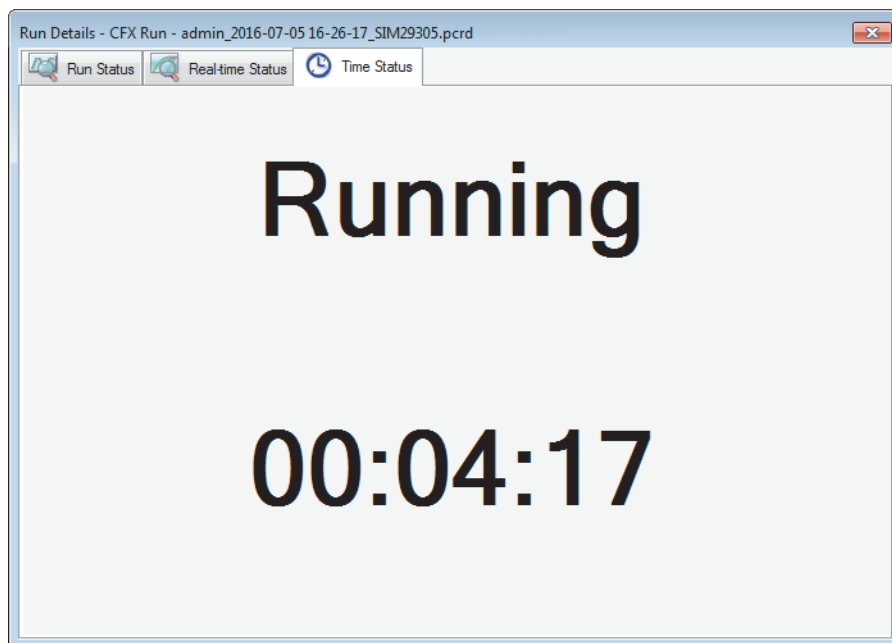 Run Details - CFX Run - admin_2016-07-05 16-26-17_SIM29305.pcrd
Run Status Real-time Status Time Status
Running
00:04:17